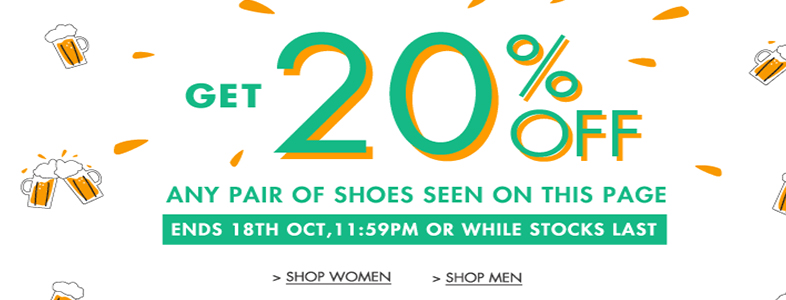 GET 20% OFF
ANY PAIR OF SHOES SEEN ON THIS PAGE
ENDS 18TH OCT,11:59PM OR WHILE STOCKS LAST
> SHOP WOMEN > SHOP MEN